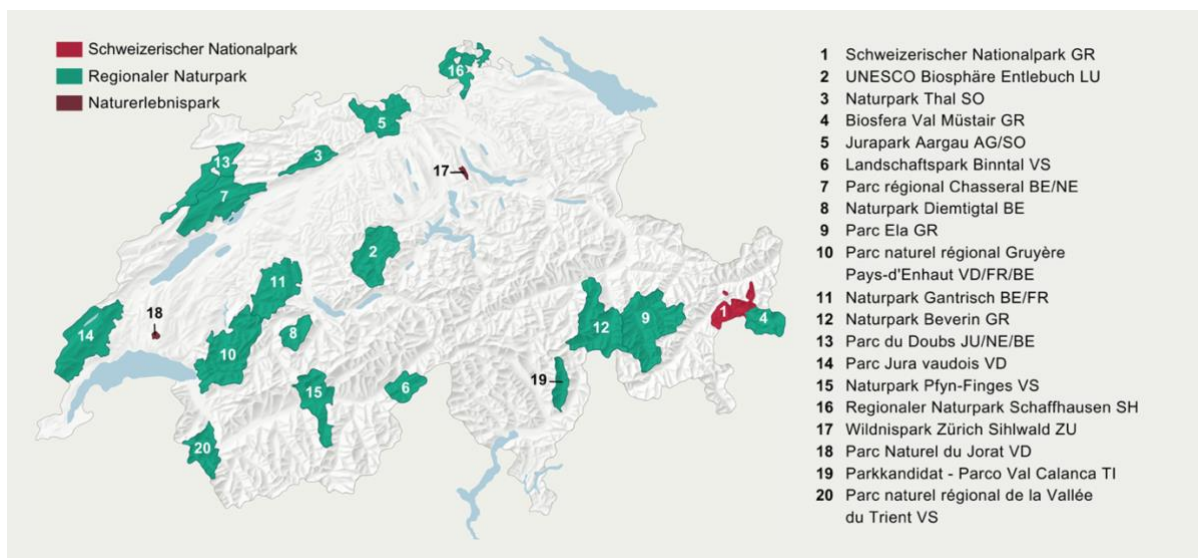 Schweizerischer Nationalpark
Regionaler Naturpark
Naturerlebnispark
16
5
3
13
7
17
2
11
18
14
8
10
12
9
1
4
19
15
6
20
1 Schweizerischer Nationalpark GR
2 UNESCO Biosphäre Entlebuch LU
3 Naturpark Thal SO
4 Biosfera Val Müstair GR
5 Jurapark Aargau AG/SO
6 Landschaftspark Binntal VS
7 Parc régional Chasseral BE/NE
8 Naturpark Diemtigtal BE
9 Parc Ela GR
10 Parc naturel régional Gruyère
Pays-d'Enhaut VD/FR/BE
11 Naturpark Gantrisch BE/FR
12 Naturpark Beverin GR
13 Parc du Doubs JU/NE/BE
14 Parc Jura vaudois VD
15 Naturpark Pfyn-Finges VS
16 Regionaler Naturpark Schaffhausen SH
17 Wildnispark Zürich Sihlwald ZU
18 Parc Naturel du Jorat VD
19 Parkkandidat - Parco Val Calanca TI
20 Parc naturel régional de la Vallée
du Trient VS